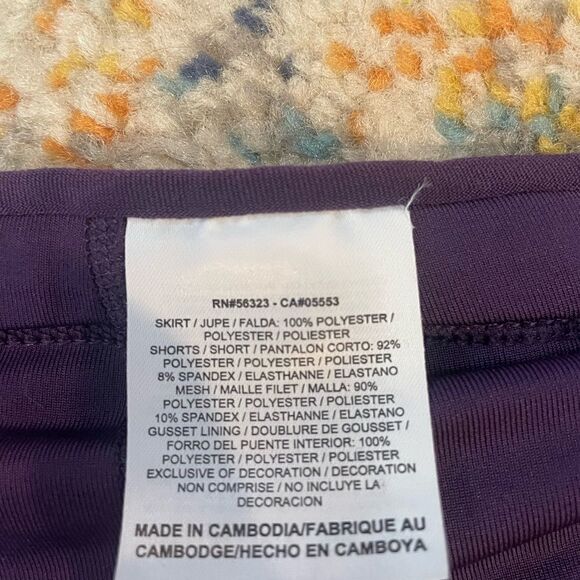 RN#56323 - CA#05553
SKIRT / JUPE / FALDA: 100% POLYESTER /
POLYESTER / POLIESTER
SHORTS / SHORT / PANTALON CORTO: 92%
POLYESTER / POLYESTER / POLIESTER
8% SPANDEX / ELASTHANNE / ELASTANO
MESH / MAILLE FILET / MALLA: 90%
POLYESTER / POLYESTER / POLIESTER
10% SPANDEX / ELASTHANNE / ELASTANO
GUSSET LINING / DOUBLURE DE GOUSSET /
FORRO DEL PUENTE INTERIOR: 100%
POLYESTER / POLYESTER / POLIESTER
EXCLUSIVE OF DECORATION / DECORATION
NON COMPRISE / NO INCLUYE LA
DECORACION
MADE IN CAMBODIA/FABRIQUE AU
CAMBODGE/HECHO EN CAMBOYA